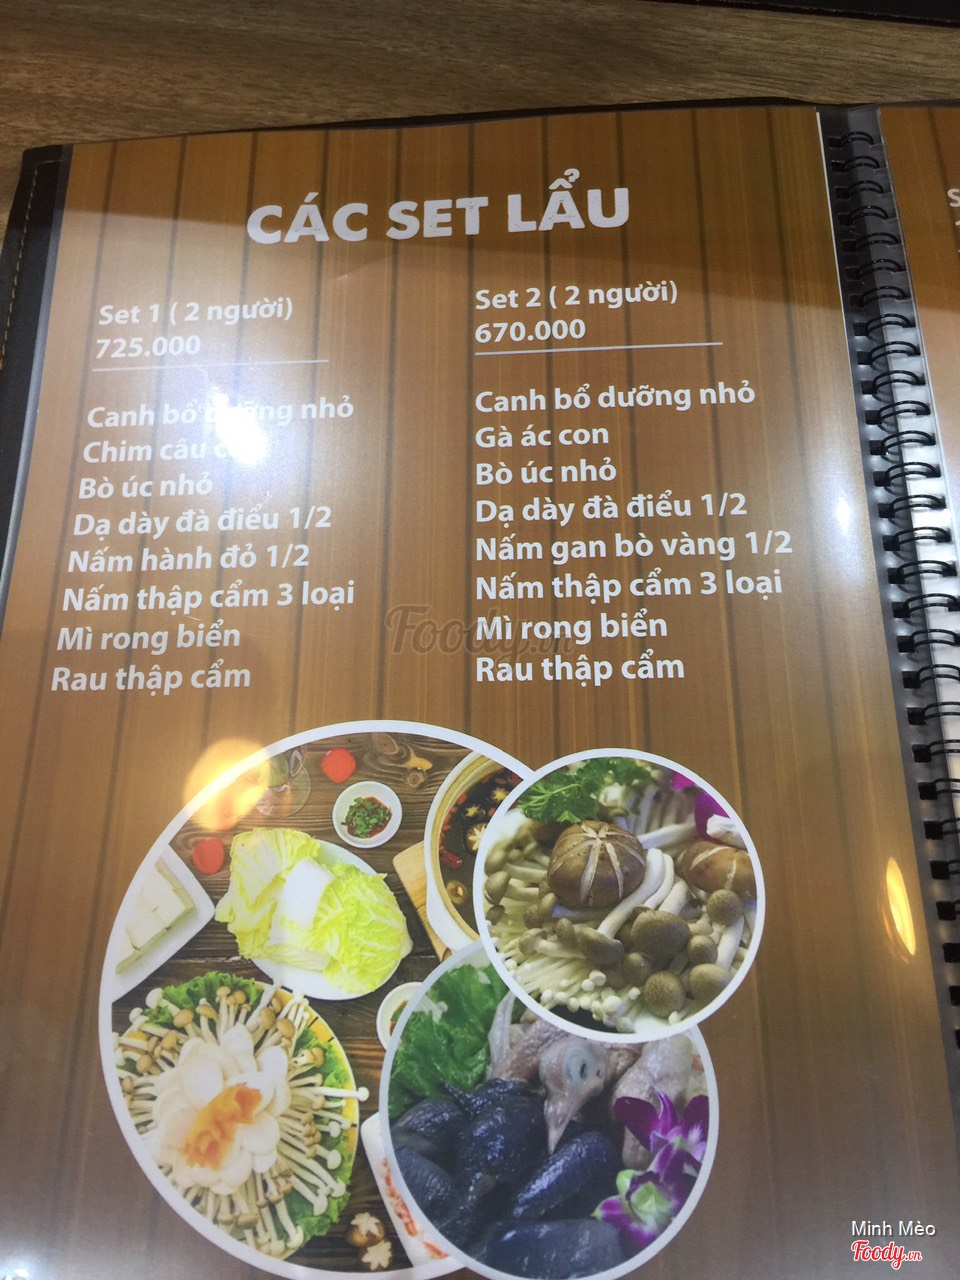 CÁC SET LẨU
Set 1 ( 2 người)
725.000
Canh bổ dưỡng nhỏ
Chim câu
Bò úc nhỏ
Dạ dày đà điểu 1/2
Nấm hành đỏ 1/2
Nấm thập cẩm 3 loại
Mì rong biển
Rau thập cẩm
Set 2 ( 2 người)
670.000
Canh bổ dưỡng nhỏ
Gà ác con
Bò úc nhỏ
Dạ dày đà điểu 1/2
Nấm gan bò vàng 1/2
Nấm thập cẩm 3 loại
Mì rong biển
Rau thập cẩm
Foody.vn
Minh Mèo
Foody.vn